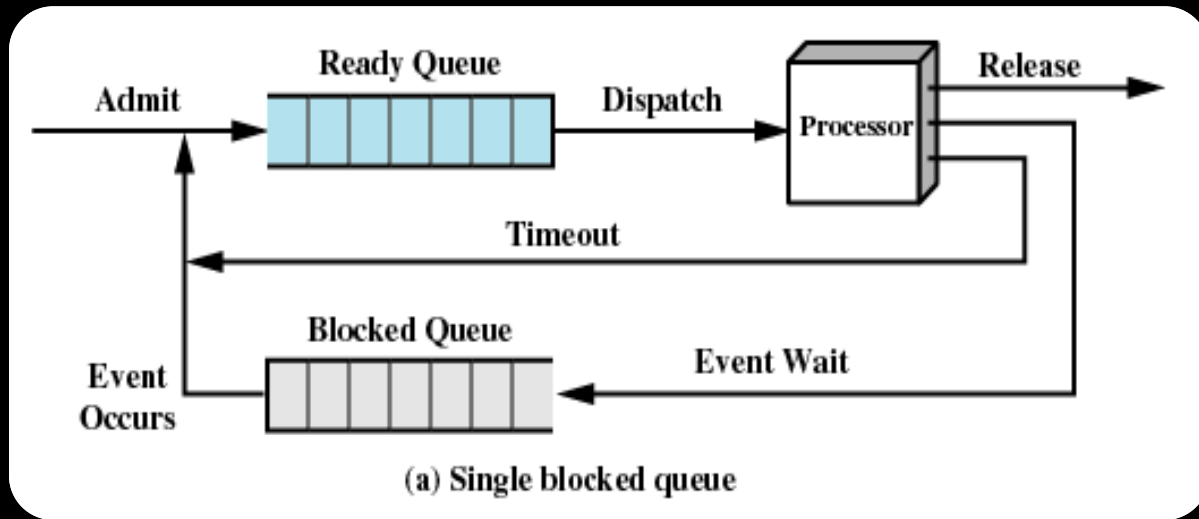 Ready Queue
Admit
Dispatch
Processor
Release
Timeout
Blocked Queue
Event Wait
Event
Occurs
(a) Single blocked queue